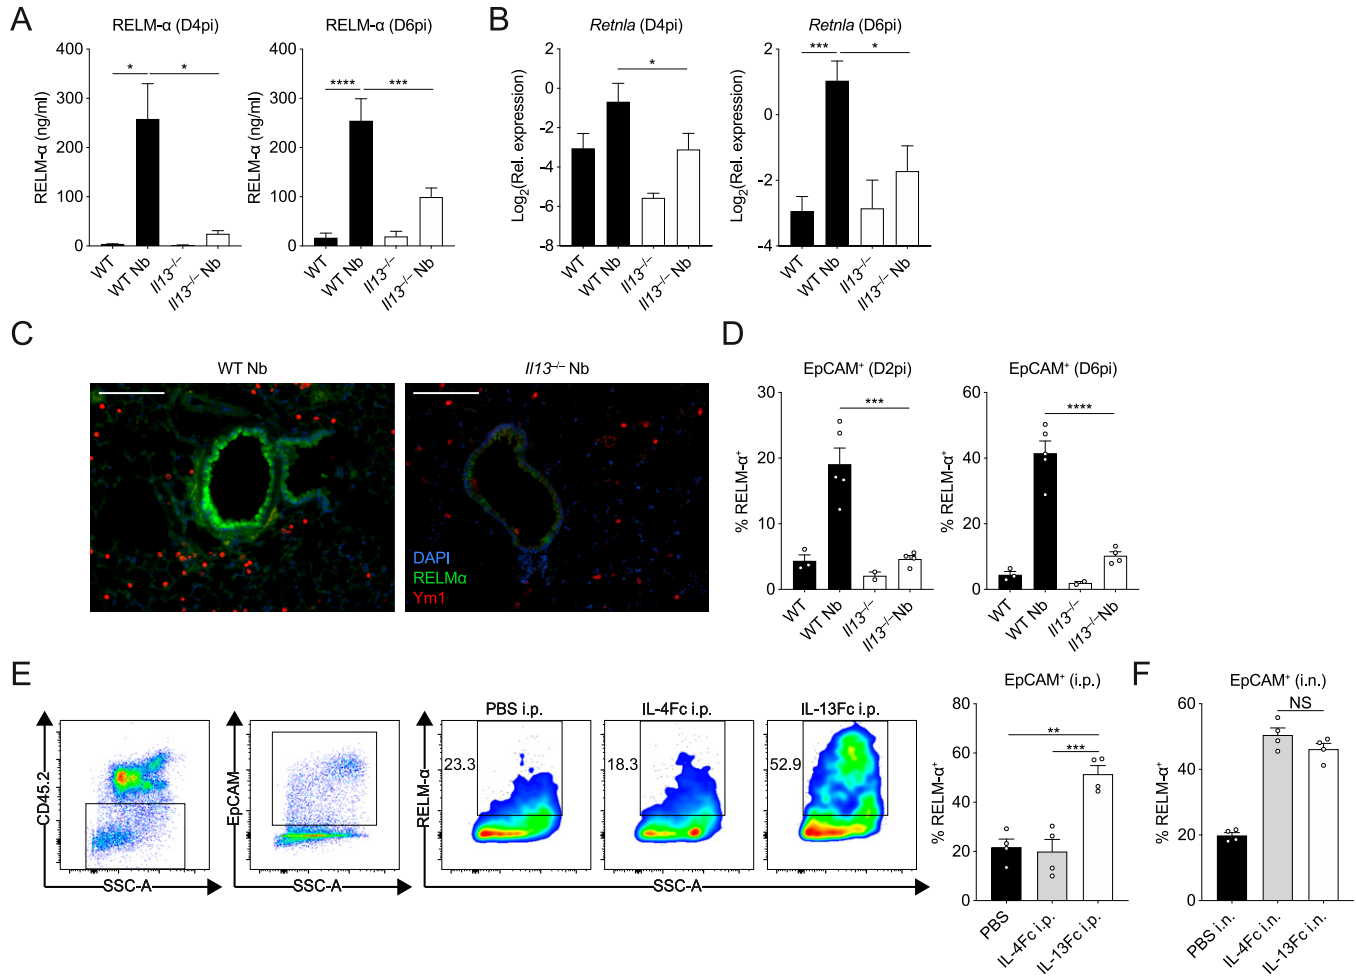 A
RELM-α (D4pi)
RELM-α (ng/ml)
400
300
200
100
0
*
*
WT
WT Nb
Il13–/–
Il13–/– Nb
RELM-α (D6pi)
RELM-α (ng/ml)
400
300
200
100
0
****
***
WT
WT Nb
Il13–/–
Il13–/– Nb
B
Retnla (D4pi)
Log2(Rel. expression)
2
0
-2
-4
-6
-8
*
WT
WT Nb
Il13–/–
Il13–/– Nb
Retnla (D6pi)
Log2(Rel. expression)
2
0
-2
-4
***
*
WT
WT Nb
Il13–/–
Il13–/– Nb
C
WT Nb
Il13–/– Nb
DAPI
RELMα
Ym1
D
EpCAM+ (D2pi)
% RELM-α+
30
20
10
0
***
WT
WT Nb
Il13–/–
Il13–/– Nb
EpCAM+ (D6pi)
% RELM-α+
60
40
20
0
****
WT
WT Nb
Il13–/–
Il13–/– Nb
E
CD45.2
SSC-A
EpCAM
SSC-A
PBS i.p.
IL-4Fc i.p.
IL-13Fc i.p.
RELM-α
23.3
18.3
52.9
SSC-A
EpCAM+ (i.p.)
% RELM-α+
80
60
40
20
0
**
***
PBS
IL-4Fc i.p.
IL-13Fc i.p.
F
EpCAM+ (i.n.)
% RELM-α+
60
40
20
0
NS
PBS i.n.
IL-4Fc i.n.
IL-13Fc i.n.